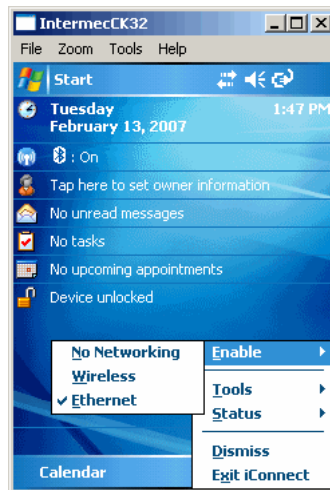 IntermecCK32
File Zoom Tools Help
Start
Tuesday 1:47 PM
February 13, 2007
: On
Tap here to set owner information
No unread messages
No tasks
No upcoming appointments
Device unlocked
No Networking Enable
Wireless
Ethernet Tools
Status
Dismiss
Calendar Exit iConnect